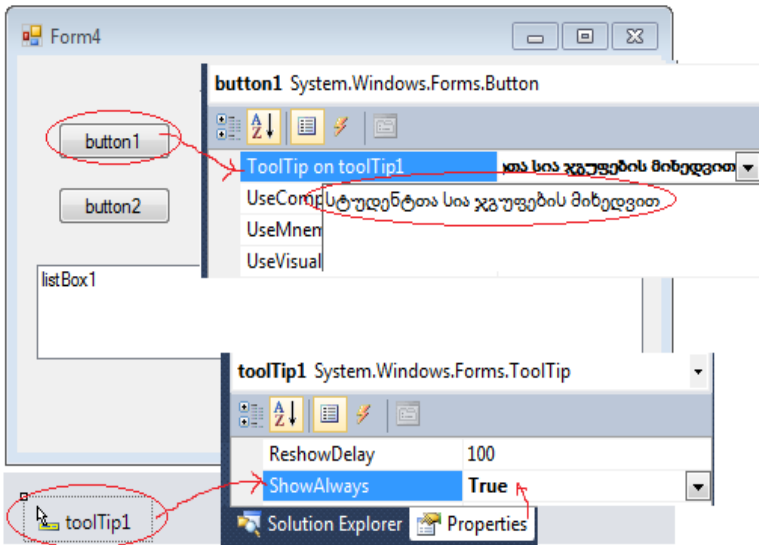 Form4
button1 System.Windows.Forms.Button
button1
ToolTip on toolTip1 თა სია ჯგუფების მიხედვით
button2
UseComp სტუდენტთა სია ჯგუფების მიხედვით
UseMnem
UseVisual
listBox1
toolTip1 System.Windows.Forms.ToolTip
ReshowDelay 100
ShowAlways True
toolTip1
Solution Explorer Properties